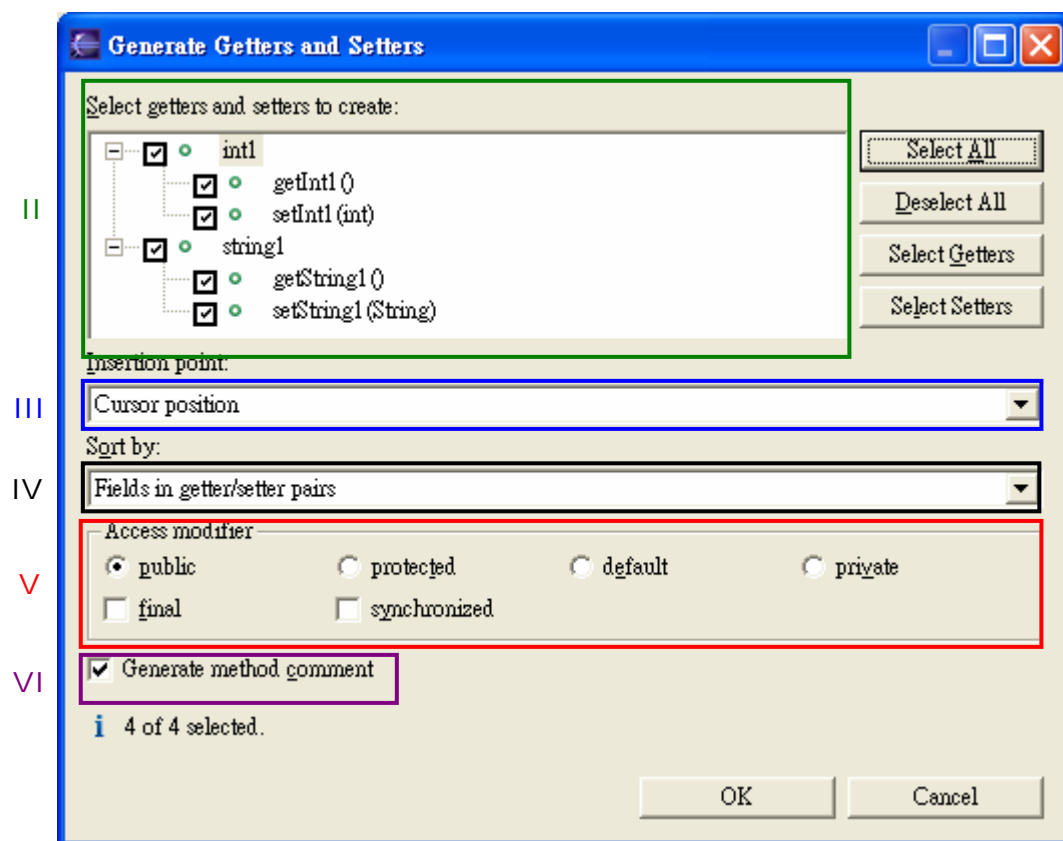 Generate Getters and Setters
Select getters and setters to create:
int1
getInt1 ()
setInt1 (int)
string1
getString1 ()
setString1 (String)
Select All
Deselect All
Select Getters
Select Setters
II
Insertion point:
III
Cursor position
Sort by:
IV
Fields in getter/setter pairs
Access modifier
V
public
protected
default
private
final
synchronized
VI
Generate method comment
i 4 of 4 selected.
OK
Cancel